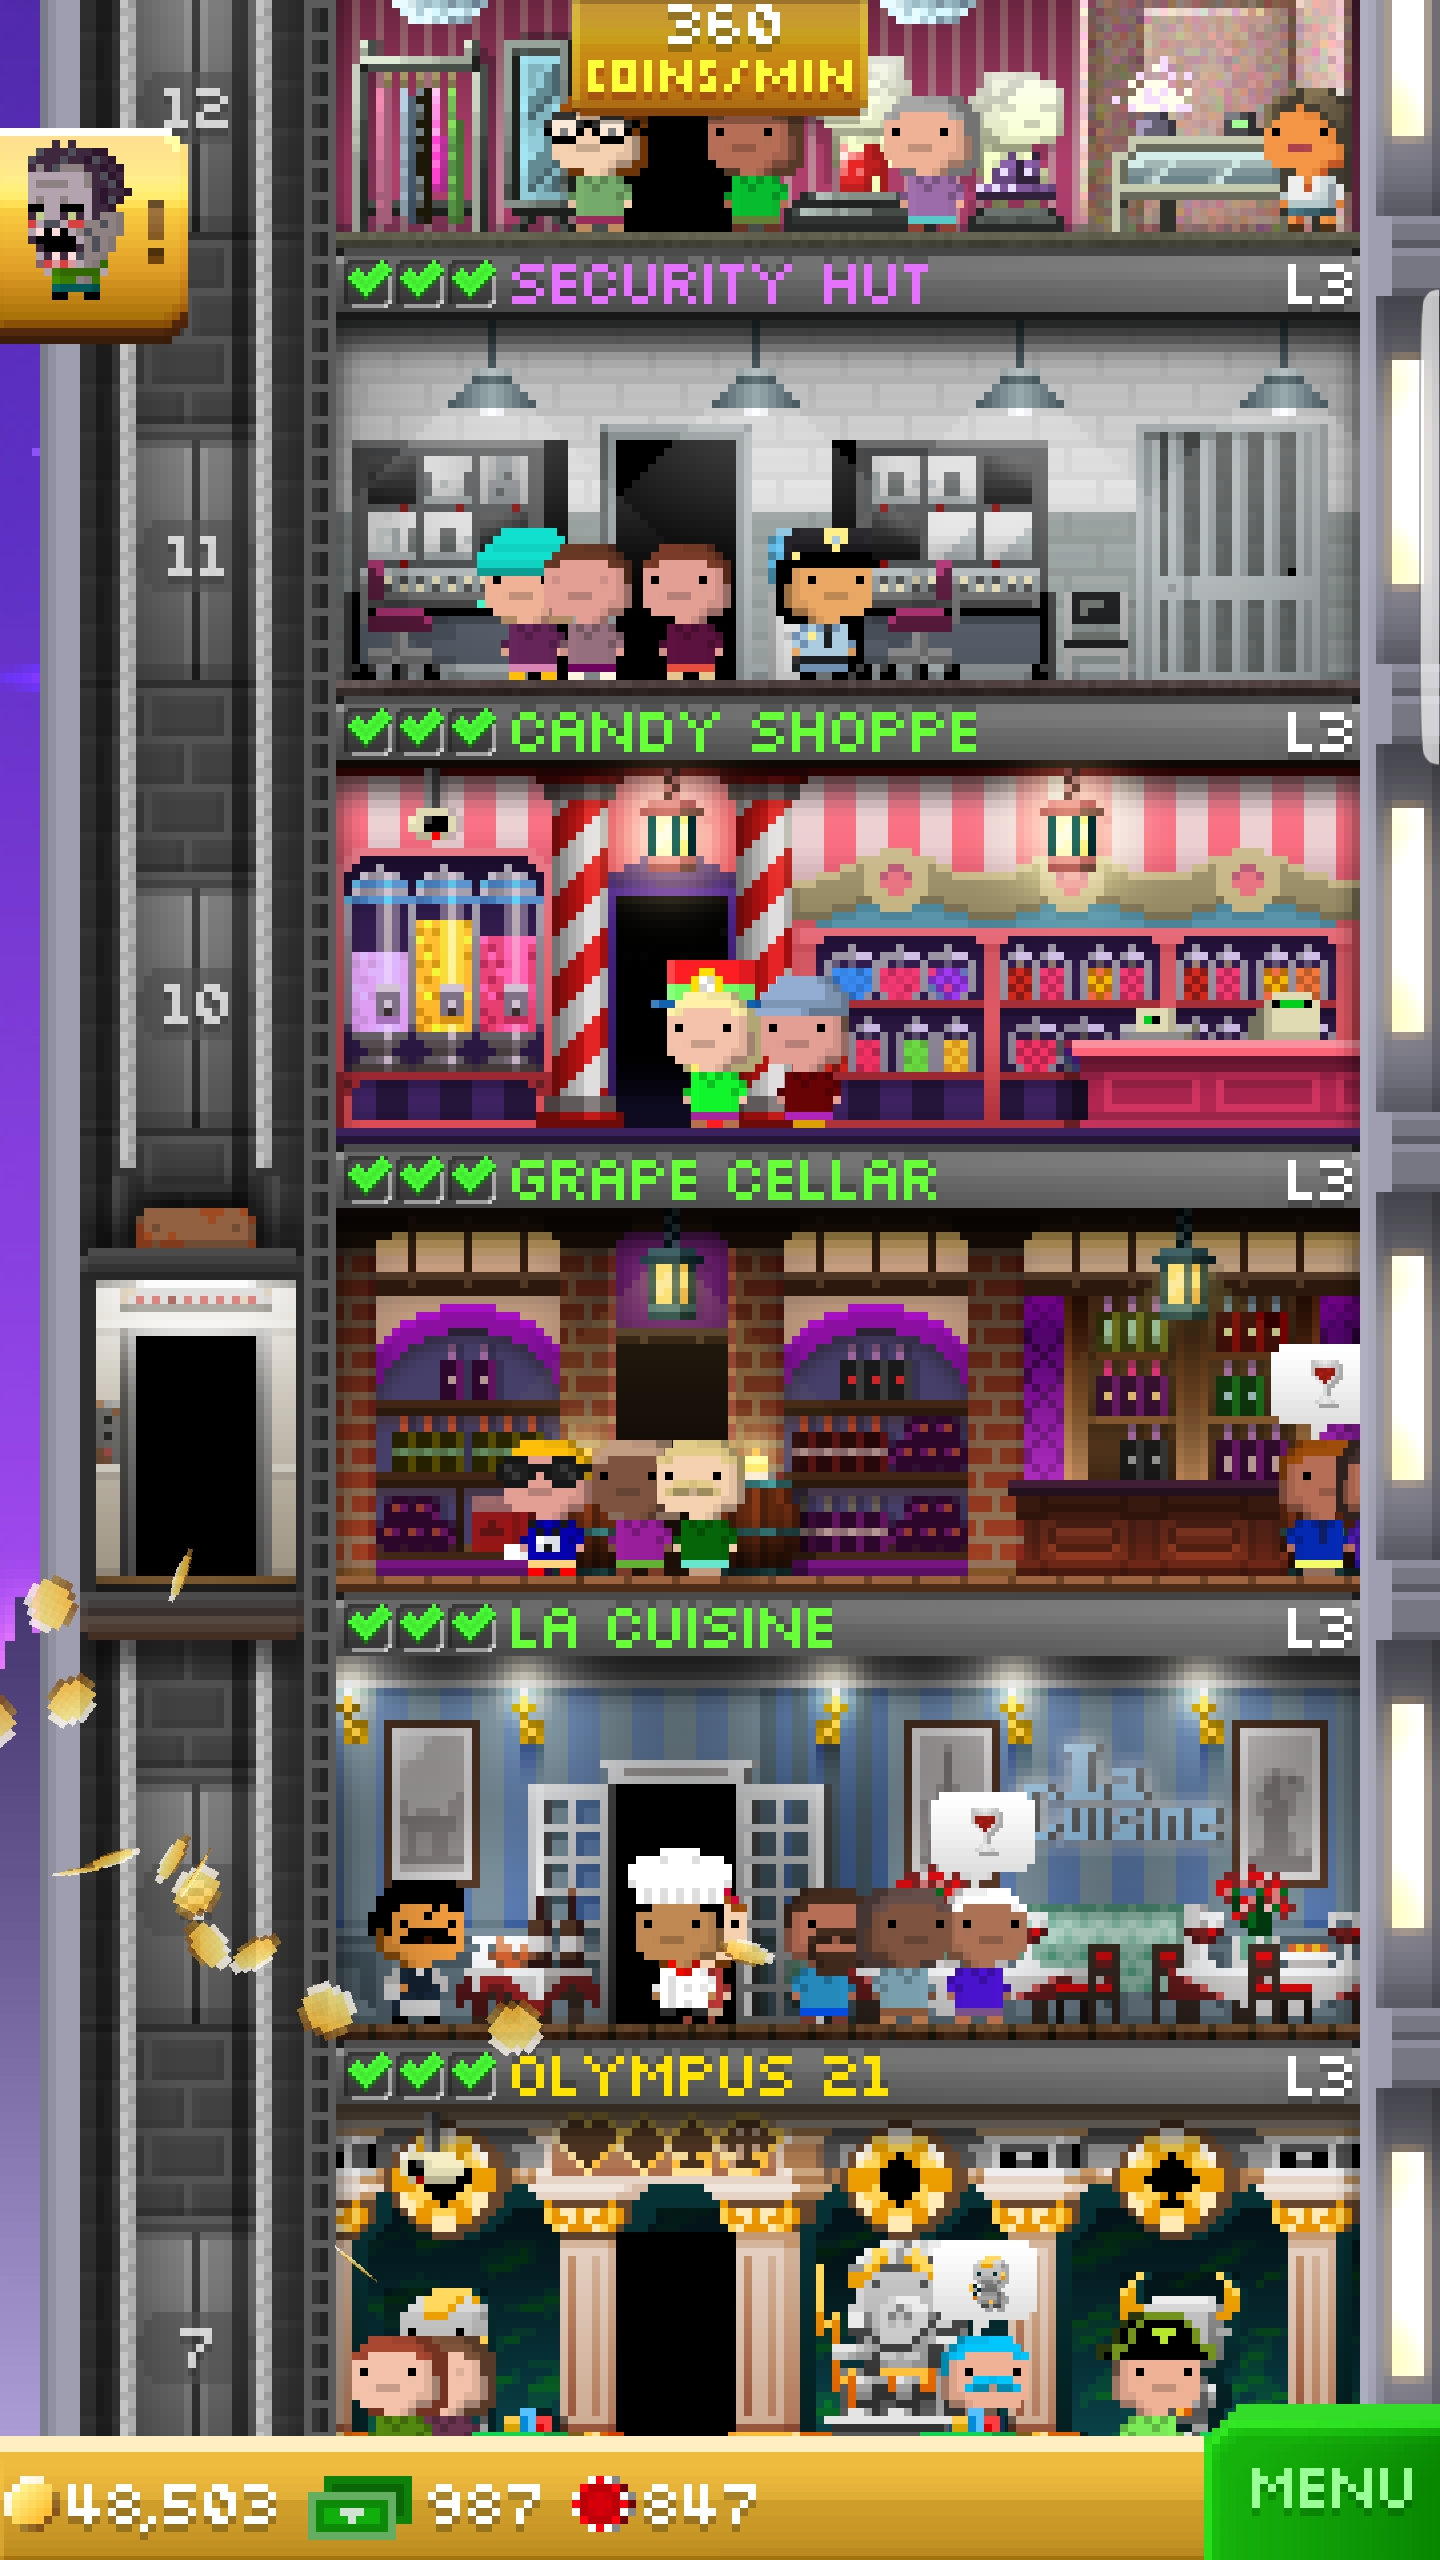 360
COINS/MIN
12
!
SECURITY HUT L3
11
CANDY SHOPPE L3
10
GRAPE CELLAR L3
LA CUISINE L3
La
Cuisine
OLYMPUS 21 L3
7
48,503 987 847
MENU